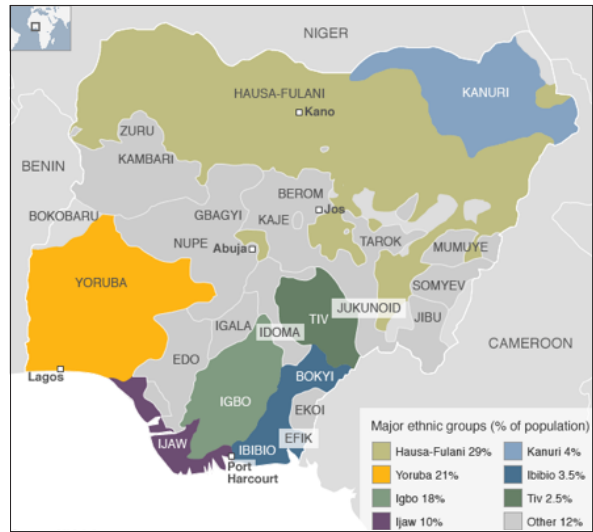 NIGER
HAUSA-FULANI
KANURI
Kano
ZURU
KAMBARI
BENIN
BEROM
BOKOBARU
GBAGYI
KAJE
Jos
NUPE
Abuja
TAROK
MUMUYE
YORUBA
SOMYEV
JUKUNOID
JIBU
IGALA
IDOMA
TIV
CAMEROON
EDO
Lagos
BOKYI
IGBO
EKOI
IJAW
IBIBIO
EFIK
Port
Harcourt
Major ethnic groups (% of population)
Hausa-Fulani 29%
Kanuri 4%
Yoruba 21%
Ibibio 3.5%
Igbo 18%
Tiv 2.5%
Ijaw 10%
Other 12%